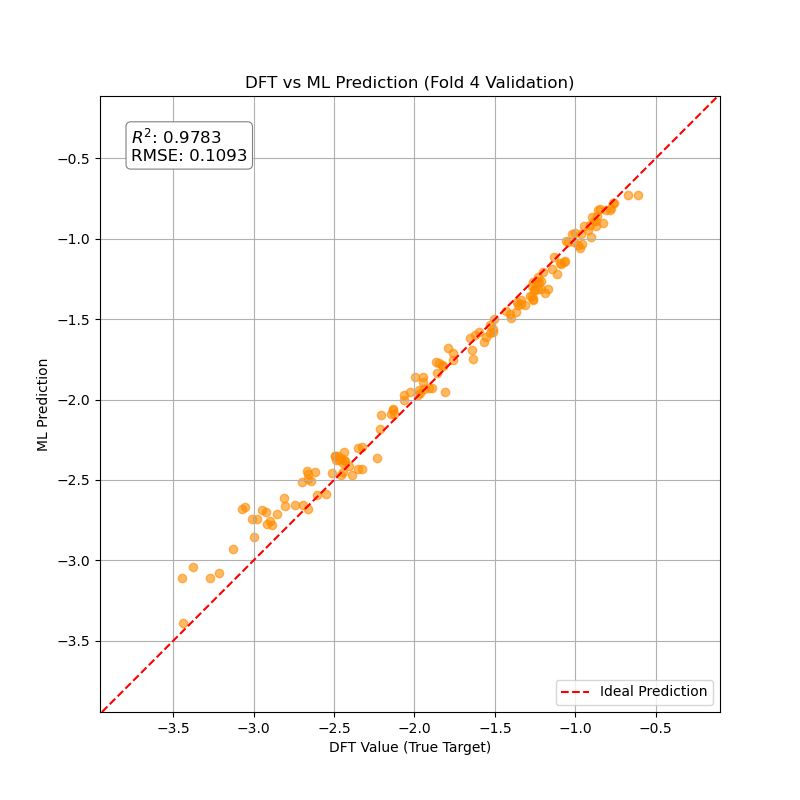 DFT vs ML Prediction (Fold 4 Validation)
R²: 0.9783
RMSE: 0.1093
−0.5
−1.0
−1.5
−2.0
−2.5
−3.0
−3.5
ML Prediction
Ideal Prediction
−3.5 −3.0 −2.5 −2.0 −1.5 −1.0 −0.5
DFT Value (True Target)